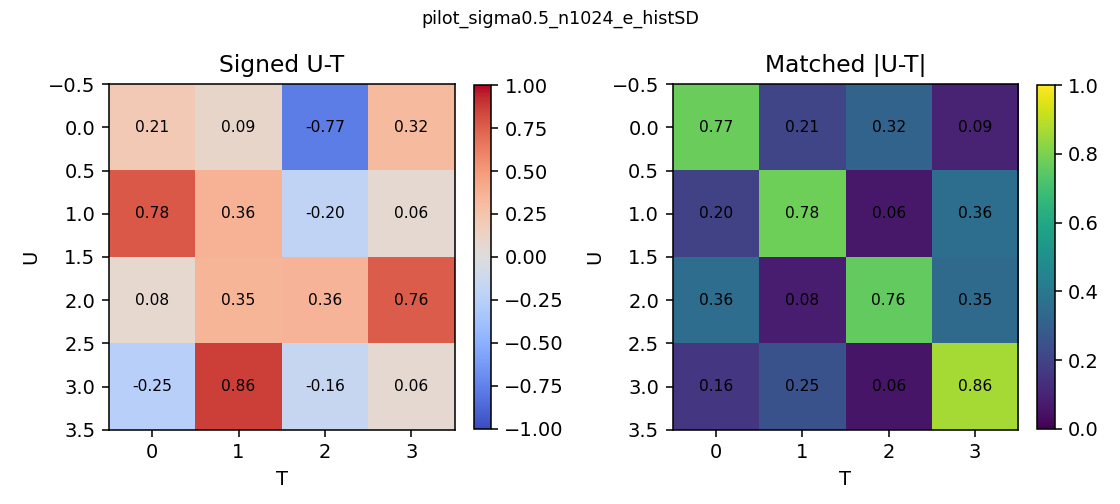 pilot_sigma0.5_n1024_e_histSD
Signed U-T
−0.5
0.0
0.5
1.0
1.5
2.0
2.5
3.0
3.5
U
0.21 0.09 -0.77 0.32
0.78 0.36 -0.20 0.06
0.08 0.35 0.36 0.76
-0.25 0.86 -0.16 0.06
0 1 2 3
T
1.00
0.75
0.50
0.25
0.00
−0.25
−0.50
−0.75
−1.00
Matched |U-T|
−0.5
0.0
0.5
1.0
1.5
2.0
2.5
3.0
3.5
U
0.77 0.21 0.32 0.09
0.20 0.78 0.06 0.36
0.36 0.08 0.76 0.35
0.16 0.25 0.06 0.86
0 1 2 3
T
1.0
0.8
0.6
0.4
0.2
0.0